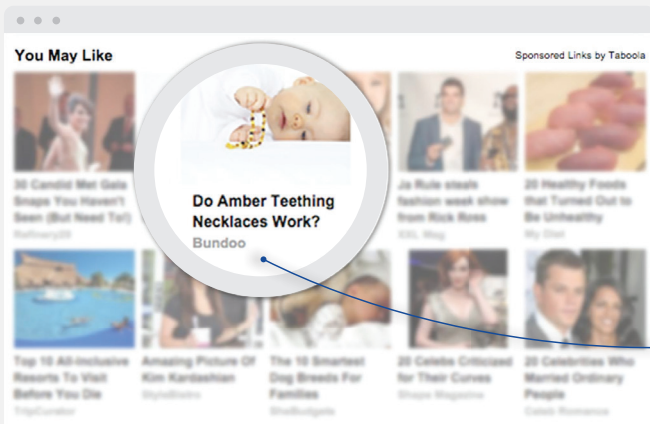 You May Like
Sponsored Links by Taboola
Do Amber Teething
Necklaces Work?
Bundoo
30 Candid Met Gala
Snaps You Haven't
Seen (But Need To!)
Refinery29
Ja Rule steals
fashion week show
from Rick Ross
XXL Mag
20 Healthy Foods
that Turned Out to
Be Unhealthy
My Diet
Top 10 All-Inclusive
Resorts To Visit
Before You Die
TripCurator
Amazing Picture Of
Kim Kardashian
StyleBistro
The 10 Smartest
Dog Breeds For
Families
SheBudgets
20 Celebs Criticized
for Their Curves
Shape Magazine
20 Celebrities Who
Married Ordinary
People
Celeb Romance